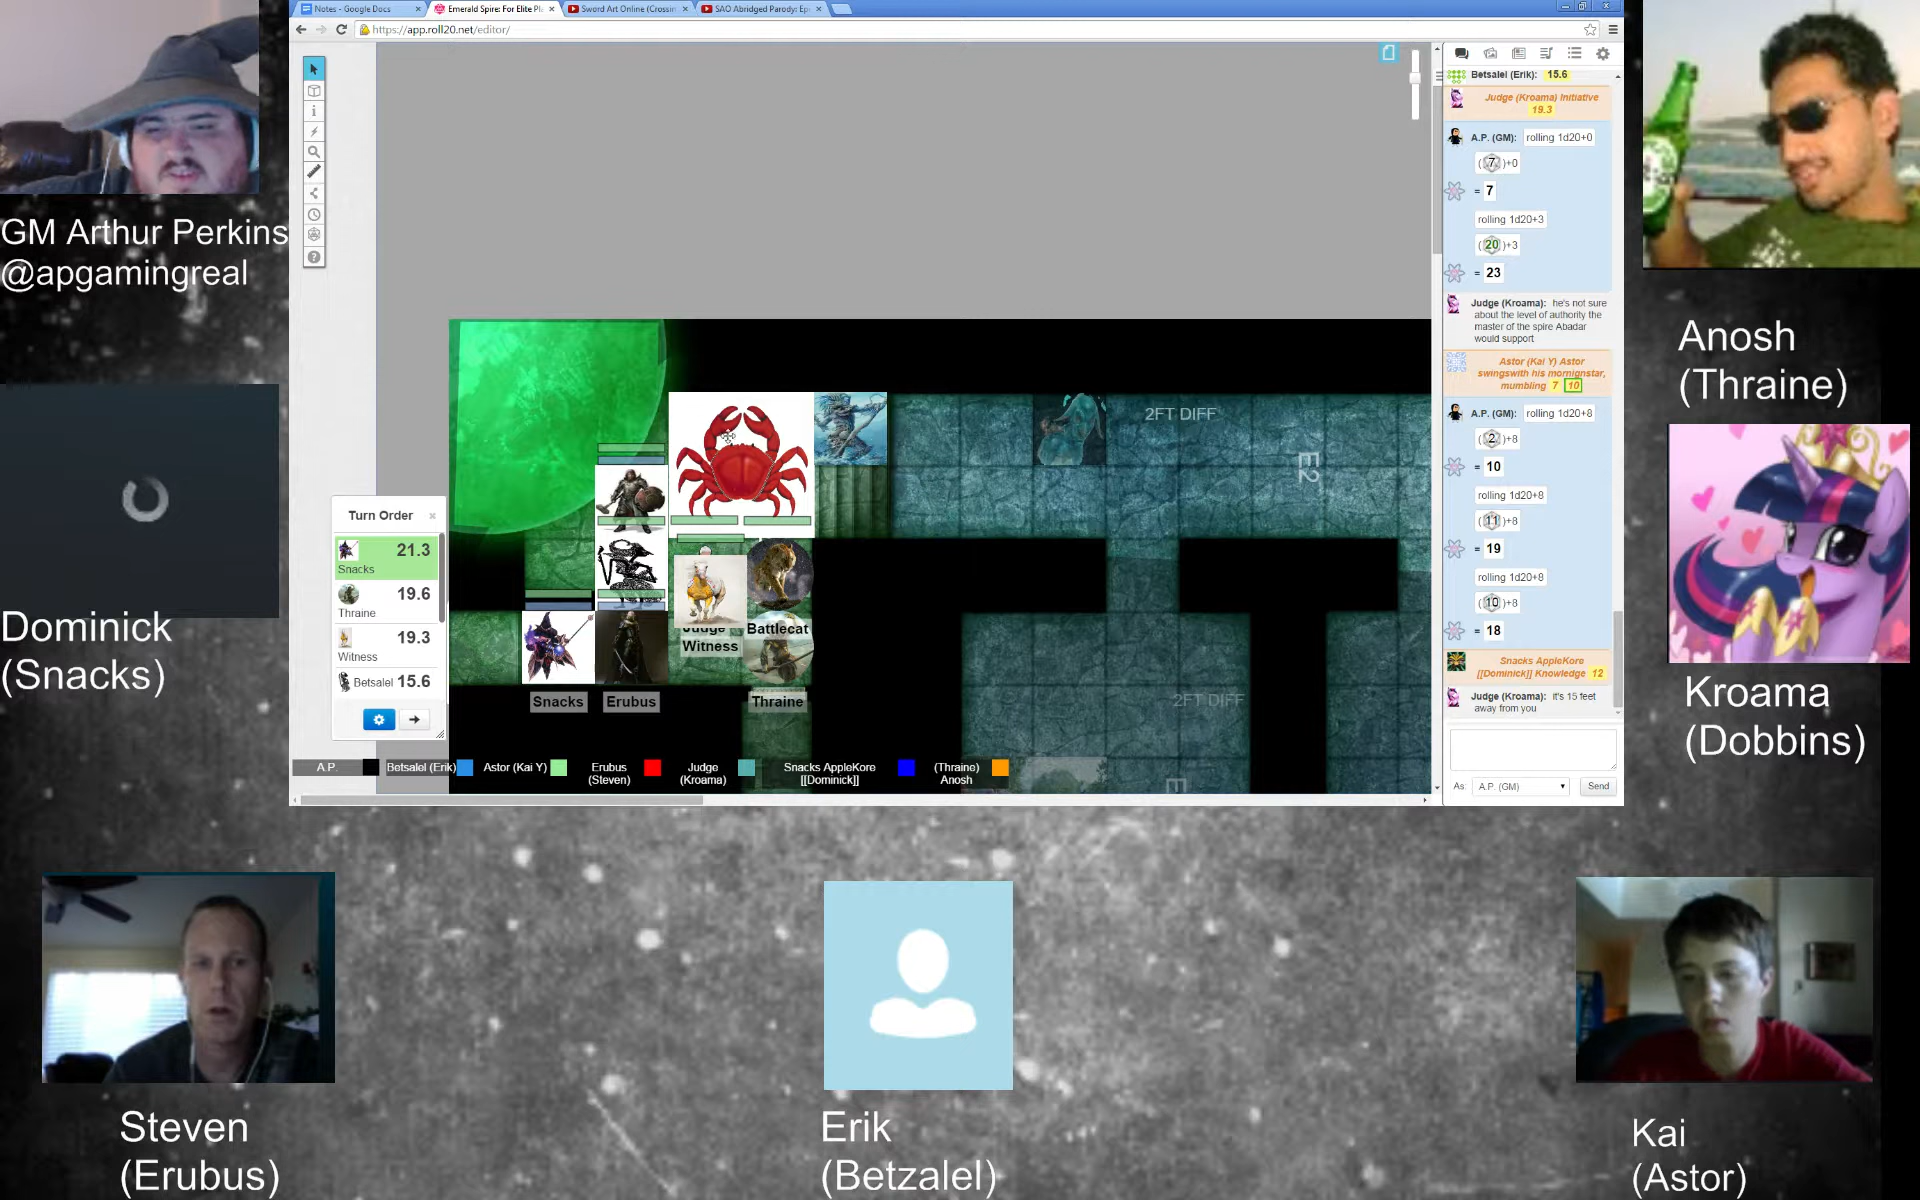 Notes - Google Docs
Emerald Spire: For Elite Pl
Sword Art Online (Crossin
SAO Abridged Parody: Ep
https://app.roll20.net/editor/
GM Arthur Perkins
@apgamingreal
Dominick
(Snacks)
Turn Order
21.3
Snacks
19.6
Thraine
19.3
Witness
Betsalel 15.6
2FT DIFF
E2
Judge
Witness
Battlecat
Snacks
Erubus
Thraine
2FT DIFF
A.P.
Betsalel (Erik)
Astor (Kai Y)
Erubus
(Steven)
Judge
(Kroama)
Snacks AppleKore
[[Dominick]]
(Thraine)
Anosh
Betsalel (Erik): 15.6
Judge (Kroama) Initiative
19.3
A.P. (GM): rolling 1d20+0
(7)+0
= 7
rolling 1d20+3
(20)+3
= 23
Judge (Kroama): he's not sure
about the level of authority the
master of the spire Abadar
would support
Astor (Kai Y) Astor
swingswith his mornignstar,
mumbling 7 10
A.P. (GM): rolling 1d20+8
(2)+8
= 10
rolling 1d20+8
(11)+8
= 19
rolling 1d20+8
(10)+8
= 18
Snacks AppleKore
[[Dominick]] Knowledge 12
Judge (Kroama): it's 15 feet
away from you
As: A.P. (GM)
Send
Anosh
(Thraine)
Kroama
(Dobbins)
Steven
(Erubus)
Erik
(Betzalel)
Kai
(Astor)